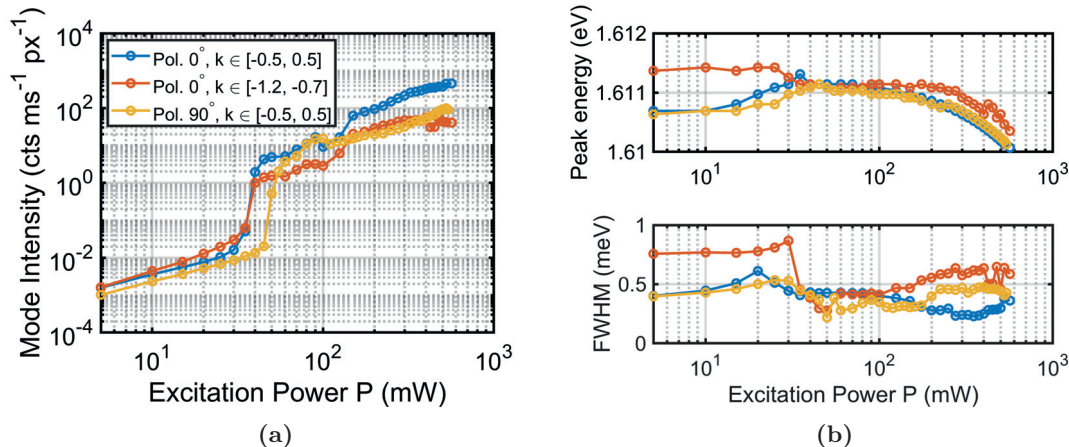 10^4
10^2
10^0
10^-2
10^-4
Mode Intensity (cts ms^-1 px^-1)
Pol. 0°, k ∈ [-0.5, 0.5]
Pol. 0°, k ∈ [-1.2, -0.7]
Pol. 90°, k ∈ [-0.5, 0.5]
10^1
10^2
10^3
Excitation Power P (mW)
(a)
1.612
1.611
1.61
Peak energy (eV)
10^1
10^2
10^3
1
0.5
0
FWHM (meV)
10^1
10^2
10^3
Excitation Power P (mW)
(b)